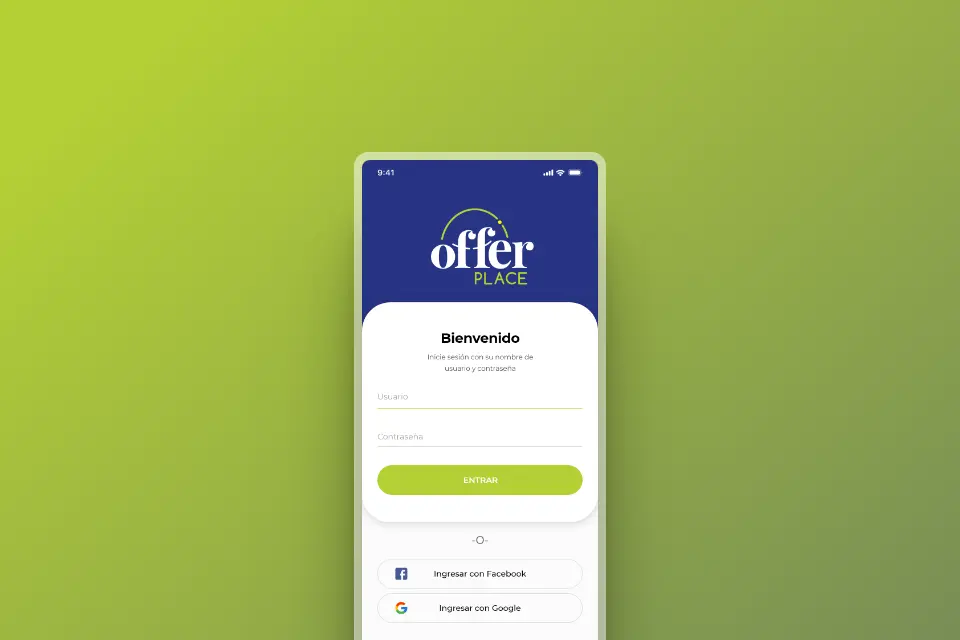 9:41
offer
PLACE
Bienvenido
Inicie sesión con su nombre de
usuario y contraseña
Usuario
Contraseña
ENTRAR
-O-
Ingresar con Facebook
Ingresar con Google